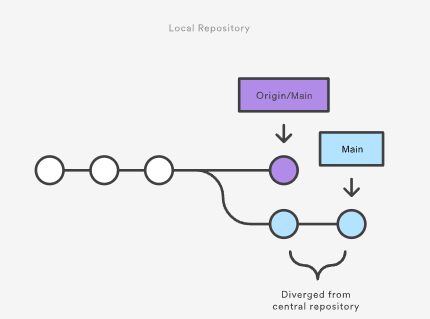 Local Repository
Origin/Main
Main
Diverged from
central repository